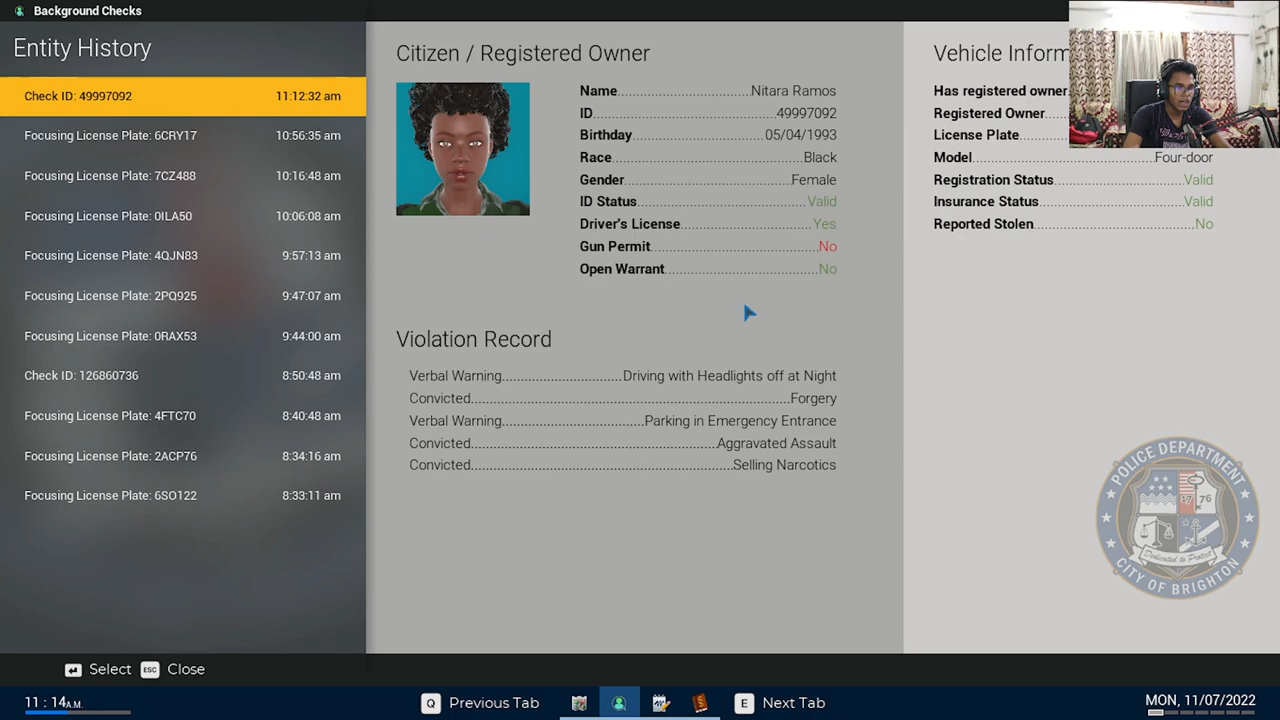 Background Checks
Entity History
Check ID: 49997092 11:12:32 am
Focusing License Plate: 6CRY17 10:56:35 am
Focusing License Plate: 7CZ488 10:16:48 am
Focusing License Plate: 0ILA50 10:06:08 am
Focusing License Plate: 4QJN83 9:57:13 am
Focusing License Plate: 2PQ925 9:47:07 am
Focusing License Plate: 0RAX53 9:44:00 am
Check ID: 126860736 8:50:48 am
Focusing License Plate: 4FTC70 8:40:48 am
Focusing License Plate: 2ACP76 8:34:16 am
Focusing License Plate: 6SO122 8:33:11 am
Citizen / Registered Owner
Name Nitara Ramos
ID 49997092
Birthday 05/04/1993
Race Black
Gender Female
ID Status Valid
Driver's License Yes
Gun Permit No
Open Warrant No
Violation Record
Verbal Warning Driving with Headlights off at Night
Convicted Forgery
Verbal Warning Parking in Emergency Entrance
Convicted Aggravated Assault
Convicted Selling Narcotics
Vehicle Inform
Has registered owner
Registered Owner
License Plate
Model Four-door
Registration Status Valid
Insurance Status Valid
Reported Stolen No
POLICE DEPARTMENT
17 76
Dedicated to Protect
CITY OF BRIGHTON
Select ESC Close
11 : 14 A.M. Q Previous Tab E Next Tab MON, 11/07/2022